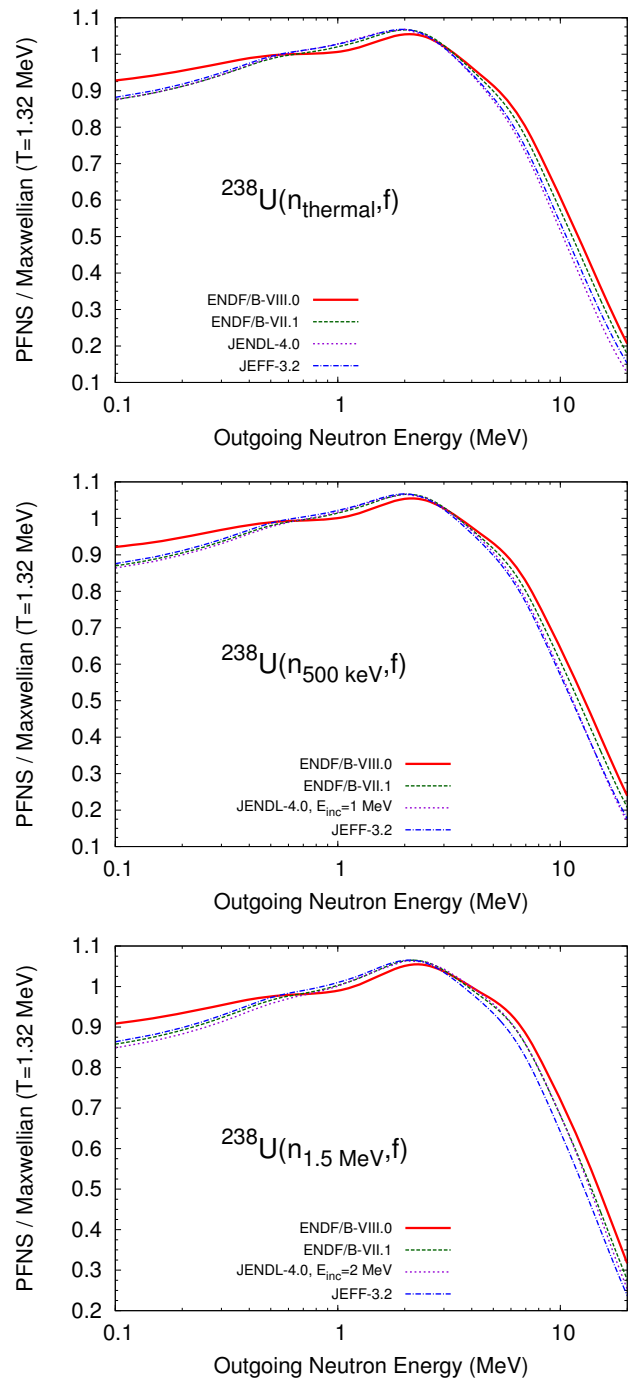 PFNS / Maxwellian (T=1.32 MeV)
1.1
1
0.9
0.8
0.7
0.6
0.5
0.4
0.3
0.2
0.1
²³⁸U(n_thermal,f)
ENDF/B-VIII.0
ENDF/B-VII.1
JENDL-4.0
JEFF-3.2
0.1 1 10
Outgoing Neutron Energy (MeV)
PFNS / Maxwellian (T=1.32 MeV)
1.1
1
0.9
0.8
0.7
0.6
0.5
0.4
0.3
0.2
0.1
²³⁸U(n_500 keV,f)
ENDF/B-VIII.0
ENDF/B-VII.1
JENDL-4.0, E_inc=1 MeV
JEFF-3.2
0.1 1 10
Outgoing Neutron Energy (MeV)
PFNS / Maxwellian (T=1.32 MeV)
1.1
1
0.9
0.8
0.7
0.6
0.5
0.4
0.3
0.2
²³⁸U(n_1.5 MeV,f)
ENDF/B-VIII.0
ENDF/B-VII.1
JENDL-4.0, E_inc=2 MeV
JEFF-3.2
0.1 1 10
Outgoing Neutron Energy (MeV)